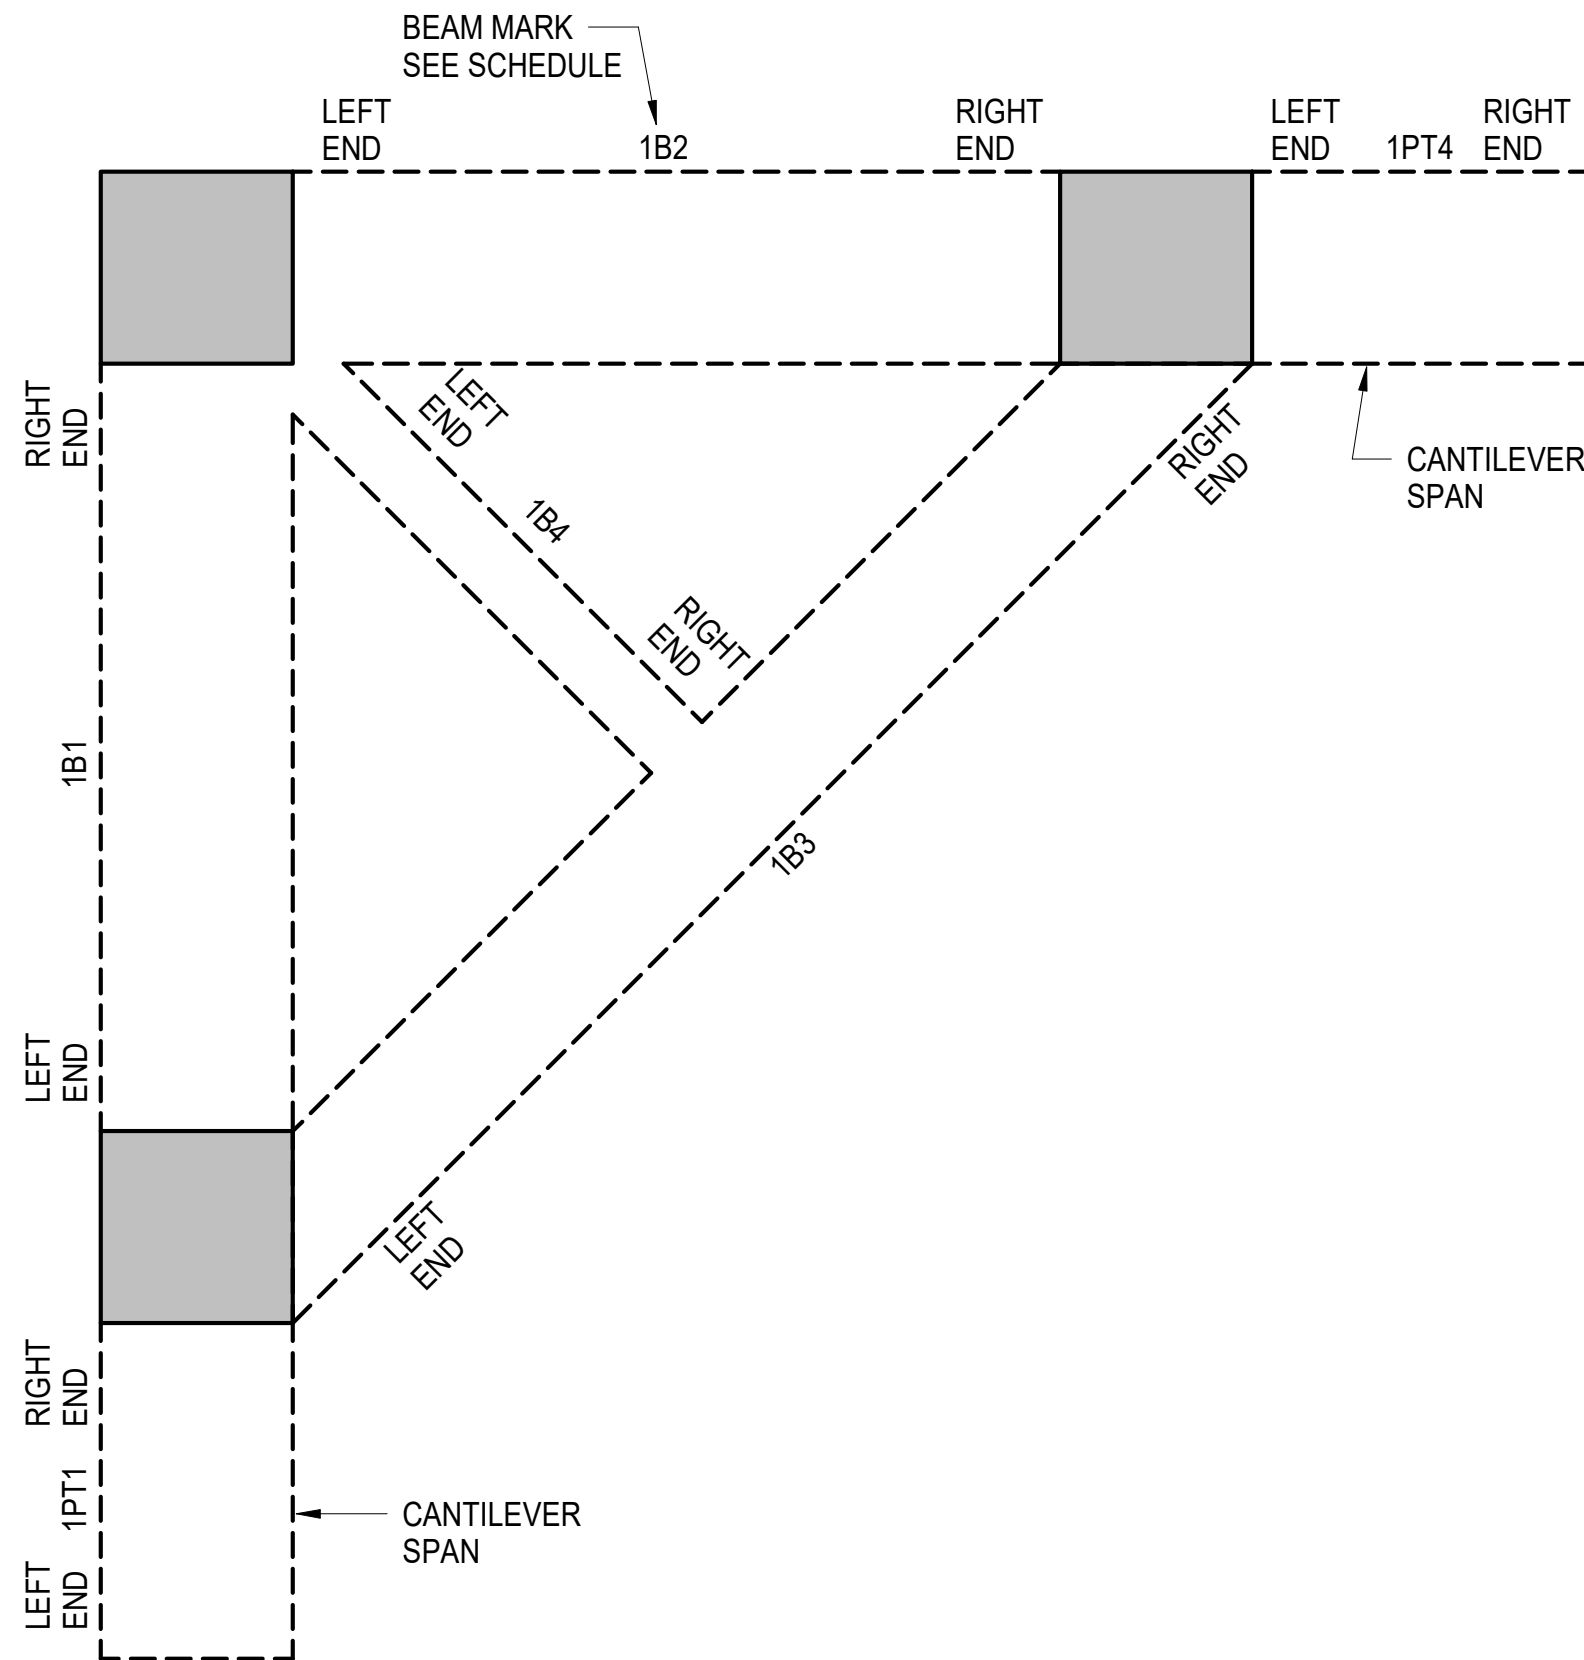 BEAM MARK
SEE SCHEDULE
LEFT
END
1B2
RIGHT
END
LEFT
END
1PT4
RIGHT
END
RIGHT
END
LEFT
END
RIGHT
END
CANTILEVER
SPAN
1B4
RIGHT
END
1B1
1B3
LEFT
END
LEFT
END
RIGHT
END
1PT1
CANTILEVER
SPAN
LEFT
END